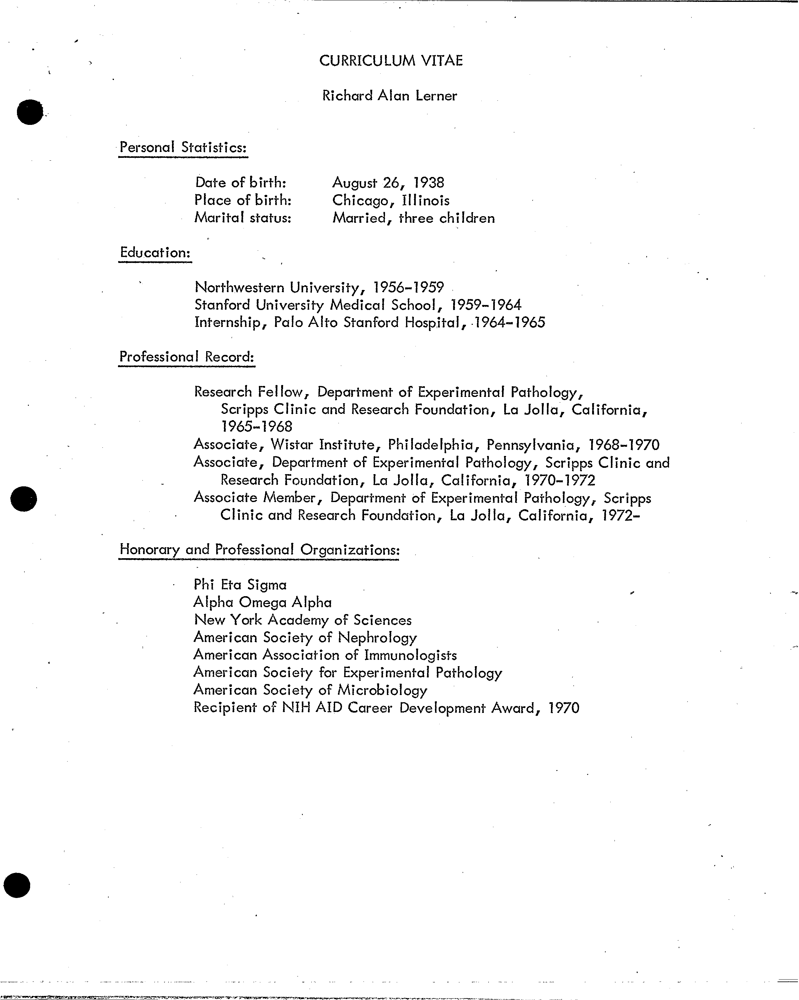 CURRICULUM VITAE
Richard Alan Lerner
Personal Statistics:
Date of birth: August 26, 1938
Place of birth: Chicago, Illinois
Marital status: Married, three children
Education:
Northwestern University, 1956-1959
Stanford University Medical School, 1959-1964
Internship, Palo Alto Stanford Hospital, 1964-1965
Professional Record:
Research Fellow, Department of Experimental Pathology,
Scripps Clinic and Research Foundation, La Jolla, California,
1965-1968
Associate, Wistar Institute, Philadelphia, Pennsylvania, 1968-1970
Associate, Department of Experimental Pathology, Scripps Clinic and
Research Foundation, La Jolla, California, 1970-1972
Associate Member, Department of Experimental Pathology, Scripps
Clinic and Research Foundation, La Jolla, California, 1972-
Honorary and Professional Organizations:
Phi Eta Sigma
Alpha Omega Alpha
New York Academy of Sciences
American Society of Nephrology
American Association of Immunologists
American Society for Experimental Pathology
American Society of Microbiology
Recipient of NIH AID Career Development Award, 1970